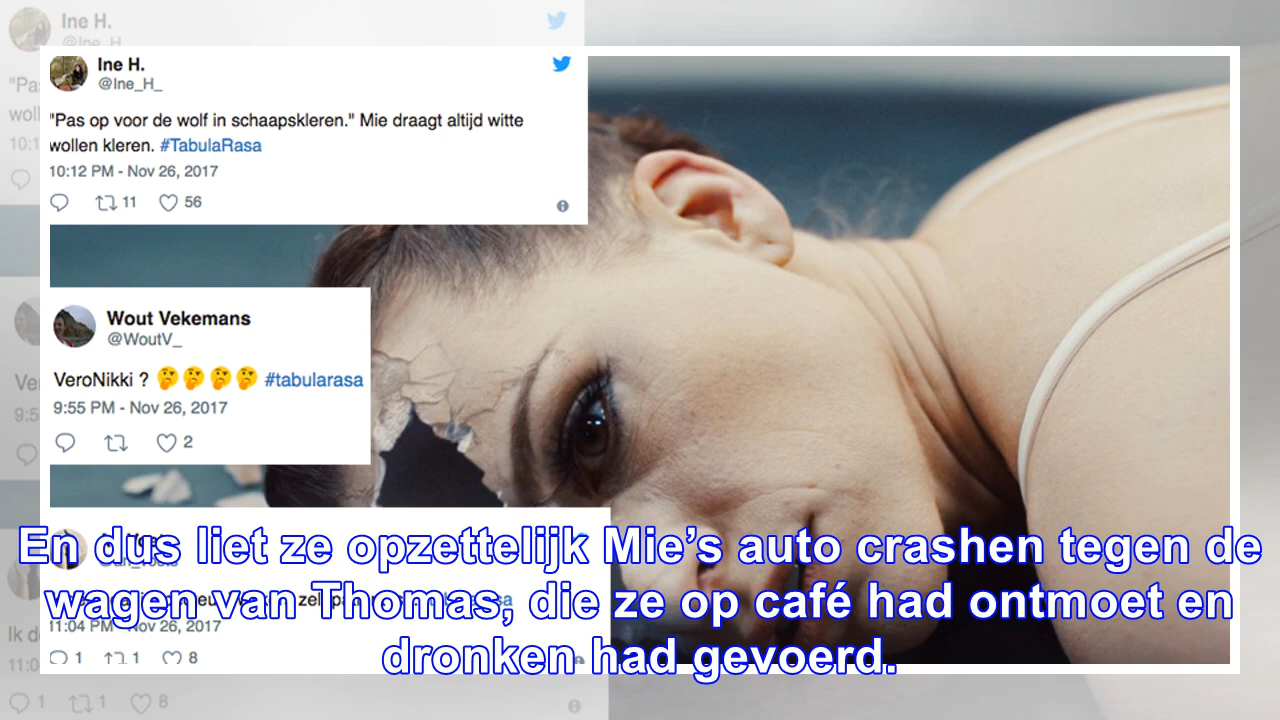 Ine H.
@Ine_H_
"Pas op voor de wolf in schaapskleren." Mie draagt altijd witte
wollen kleren. #TabulaRasa
10:12 PM - Nov 26, 2017
11 56
Wout Vekemans
@WoutV_
VeroNikki ? 🤔🤔🤔🤔 #tabularasa
9:55 PM - Nov 26, 2017
2
En dus liet ze opzettelijk Mie’s auto crashen tegen de
wagen van Thomas, die ze op café had ontmoet en
dronken had gevoerd.
11:04 PM - Nov 26, 2017
1 1 8